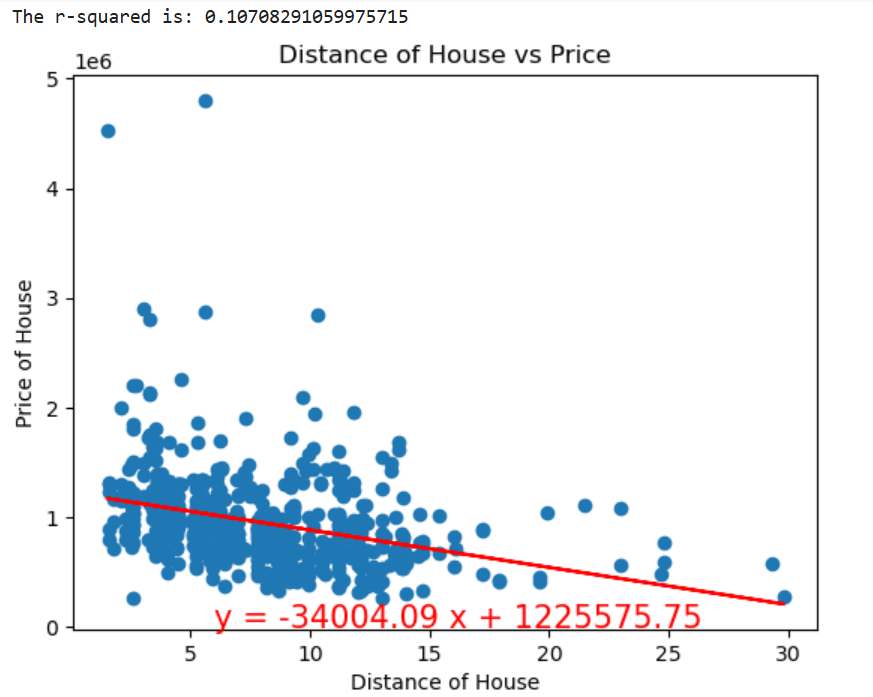 The r-squared is: 0.10708291059975715
Distance of House vs Price
1e6
5
4
3
2
1
0
Price of House
y = -34004.09 x + 1225575.75
5 10 15 20 25 30
Distance of House